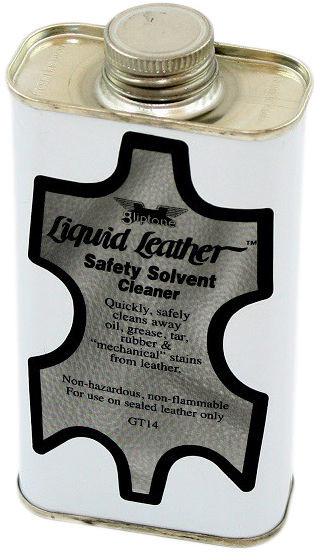 Gliptone
Liquid Leather™
Safety Solvent
Cleaner
Quickly, safely
cleans away
oil, grease, tar,
rubber &
"mechanical" stains
from leather.
Non-hazardous, non-flammable
For use on sealed leather only
GT14